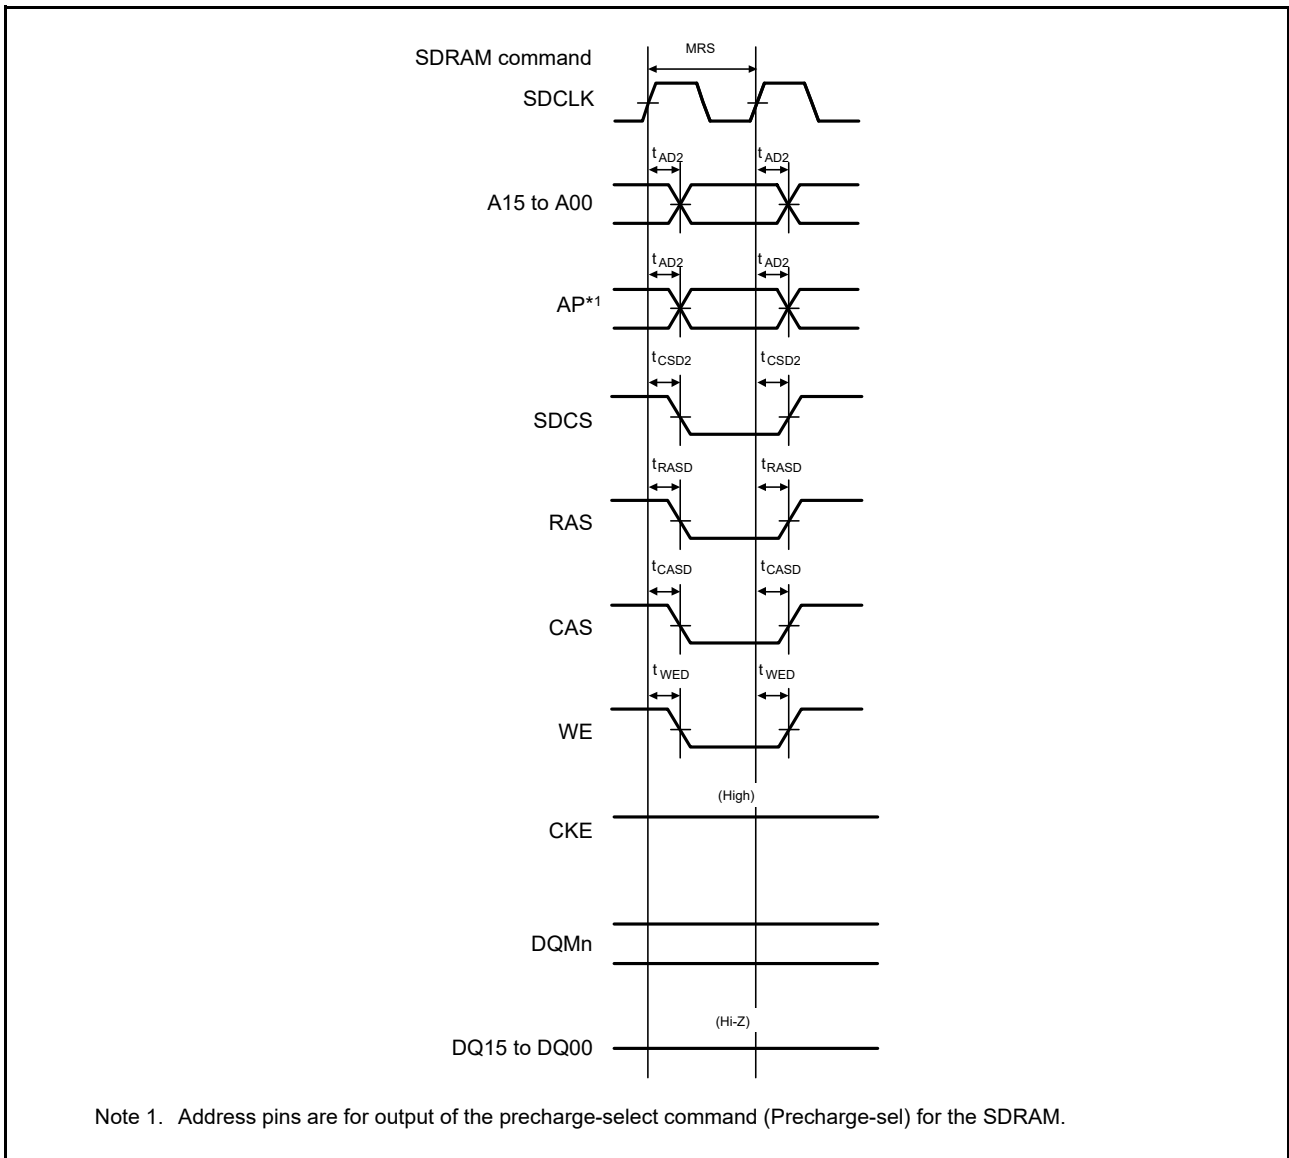 MRS
SDRAM command
SDCLK
tAD2 tAD2
A15 to A00
tAD2 tAD2
AP*1
tCSD2 tCSD2
SDCS
tRASD tRASD
RAS
tCASD tCASD
CAS
tWED tWED
WE
(High)
CKE
DQMn
(Hi-Z)
DQ15 to DQ00
Note 1. Address pins are for output of the precharge-select command (Precharge-sel) for the SDRAM.